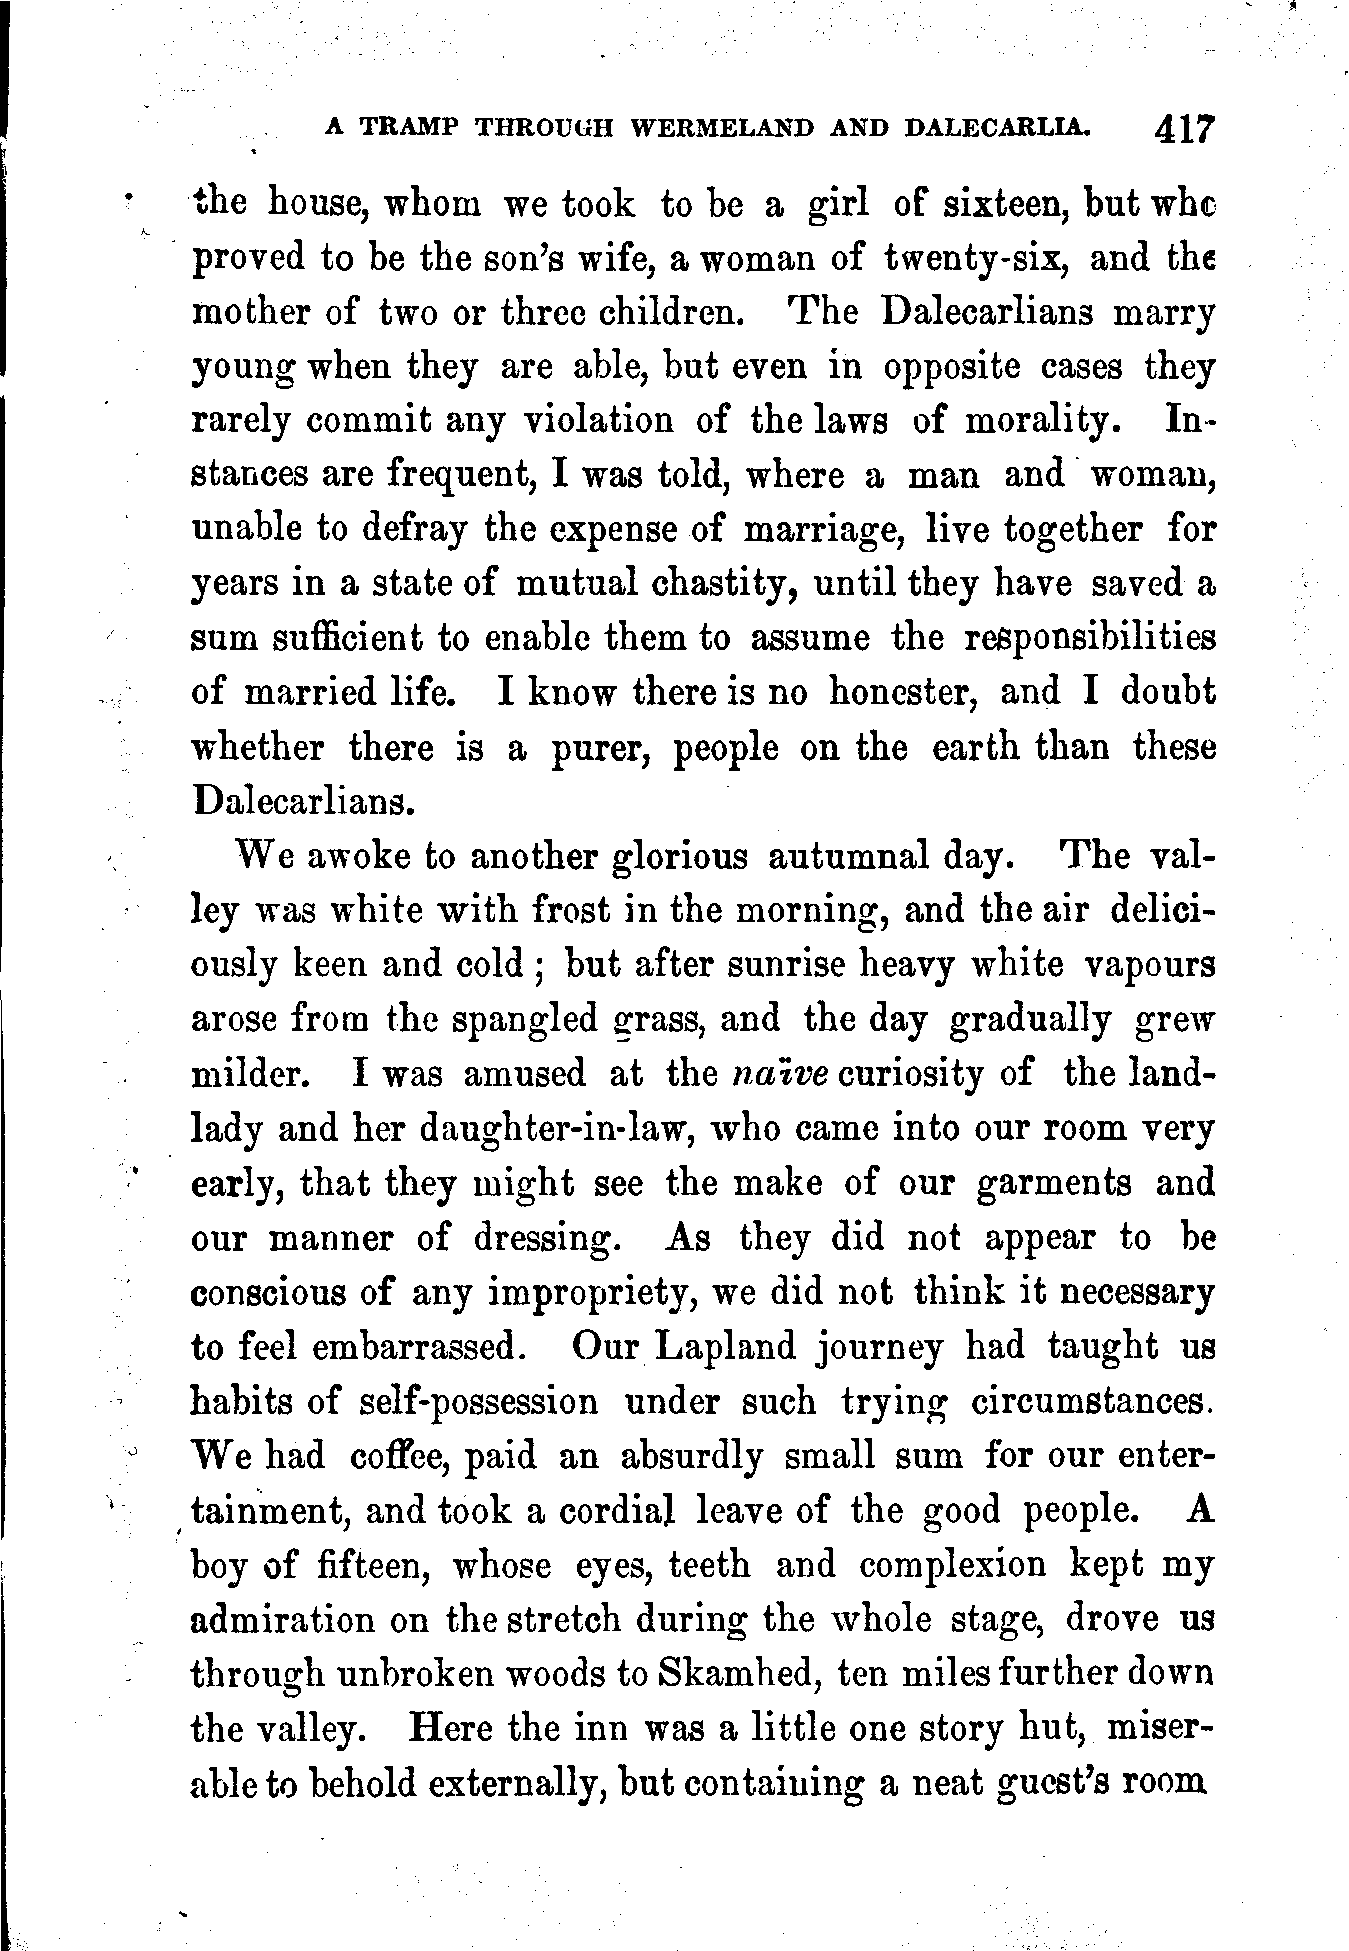 A TRAMP THROUGH WERMELAND AND DALECARLIA. 417
the house, whom we took to be a girl of sixteen, but who
proved to be the son's wife, a woman of twenty-six, and the
mother of two or three children. The Dalecarlians marry
young when they are able, but even in opposite cases they
rarely commit any violation of the laws of morality. In-
stances are frequent, I was told, where a man and woman,
unable to defray the expense of marriage, live together for
years in a state of mutual chastity, until they have saved a
sum sufficient to enable them to assume the responsibilities
of married life. I know there is no honester, and I doubt
whether there is a purer, people on the earth than these
Dalecarlians.
We awoke to another glorious autumnal day. The val-
ley was white with frost in the morning, and the air delici-
ously keen and cold; but after sunrise heavy white vapours
arose from the spangled grass, and the day gradually grew
milder. I was amused at the naïve curiosity of the land-
lady and her daughter-in-law, who came into our room very
early, that they might see the make of our garments and
our manner of dressing. As they did not appear to be
conscious of any impropriety, we did not think it necessary
to feel embarrassed. Our Lapland journey had taught us
habits of self-possession under such trying circumstances.
We had coffee, paid an absurdly small sum for our enter-
tainment, and took a cordial leave of the good people. A
boy of fifteen, whose eyes, teeth and complexion kept my
admiration on the stretch during the whole stage, drove us
through unbroken woods to Skamhed, ten miles further down
the valley. Here the inn was a little one story hut, miser-
able to behold externally, but containing a neat guest's room